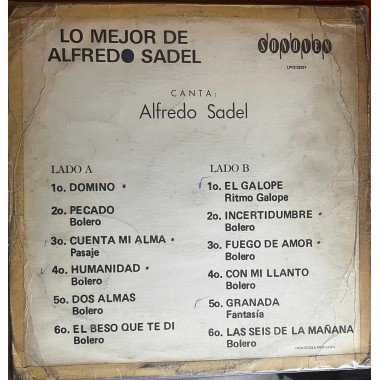 LO MEJOR DE
ALFREDO SADEL
SONOLUX
CANTA:
Alfredo Sadel
LADO A
1o. DOMINO
2o. PECADO
Bolero
3o. CUENTA MI ALMA
Pasaje
4o. HUMANIDAD
Bolero
5o. DOS ALMAS
Bolero
6o. EL BESO QUE TE DI
Bolero
LADO B
1o. EL GALOPE
Ritmo Galope
2o. INCERTIDUMBRE
Bolero
3o. FUEGO DE AMOR
Bolero
4o. CON MI LLANTO
Bolero
5o. GRANADA
Fantasía
6o. LAS SEIS DE LA MAÑANA
Bolero
INDUSTRIA PERUANA